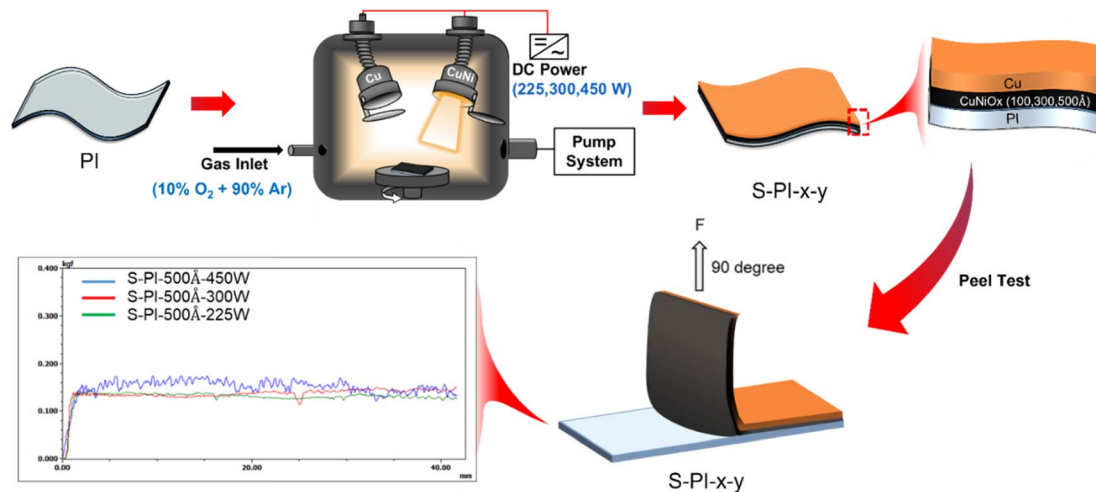 Cu
CuNi
DC Power
(225,300,450 W)
PI
Gas Inlet
(10% O₂ + 90% Ar)
Pump
System
S-PI-x-y
Cu
CuNiOx (100,300,500Å)
PI
kgf
0.400
0.300
0.200
0.100
0.000
0.00
20.00
40.00
mm
S-PI-500Å-450W
S-PI-500Å-300W
S-PI-500Å-225W
F
90 degree
Peel Test
S-PI-x-y